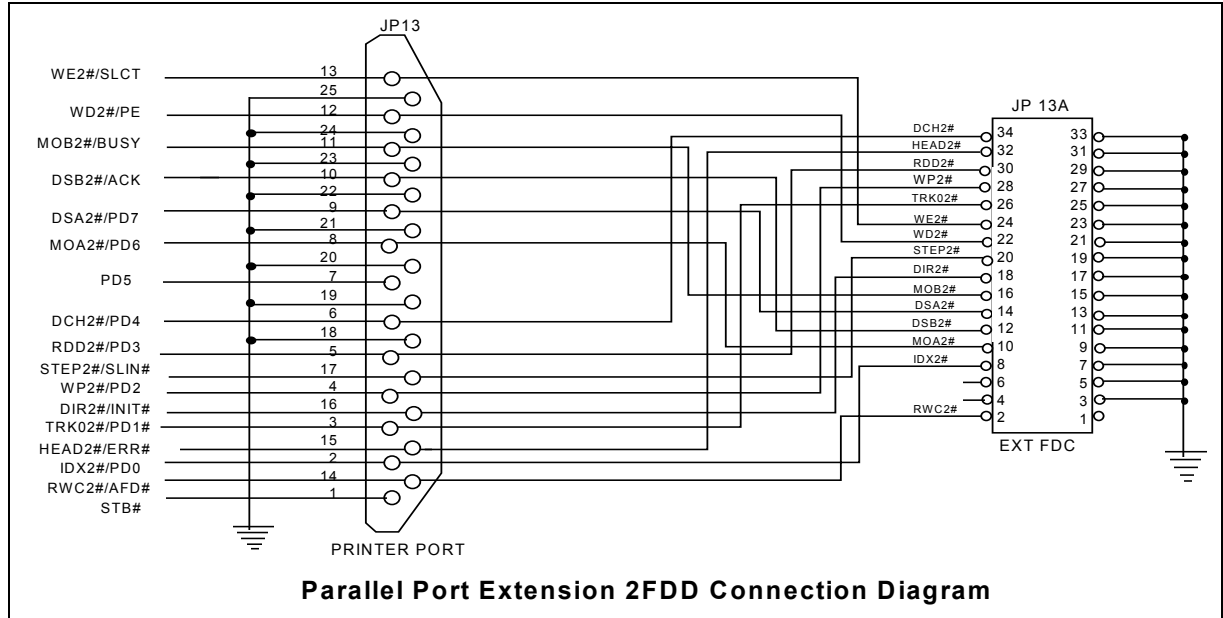 JP13
WE2#/SLCT 13
25
WD2#/PE 12
24
MOB2#/BUSY 11
23
DSB2#/ACK 10
22
DSA2#/PD7 9
21
MOA2#/PD6 8
20
PD5 7
19
DCH2#/PD4 6
18
RDD2#/PD3 5
STEP2#/SLIN# 17
WP2#/PD2 4
DIR2#/INIT# 16
TRK02#/PD1# 3
HEAD2#/ERR# 15
IDX2#/PD0 2
RWC2#/AFD# 14
STB# 1
PRINTER PORT
JP 13A
DCH2# 34 33
HEAD2# 32 31
RDD2# 30 29
WP2# 28 27
TRK02# 26 25
WE2# 24 23
WD2# 22 21
STEP2# 20 19
DIR2# 18 17
MOB2# 16 15
DSA2# 14 13
DSB2# 12 11
MOA2# 10 9
IDX2# 8 7
6 5
4 3
RWC2# 2 1
EXT FDC
Parallel Port Extension 2FDD Connection Diagram